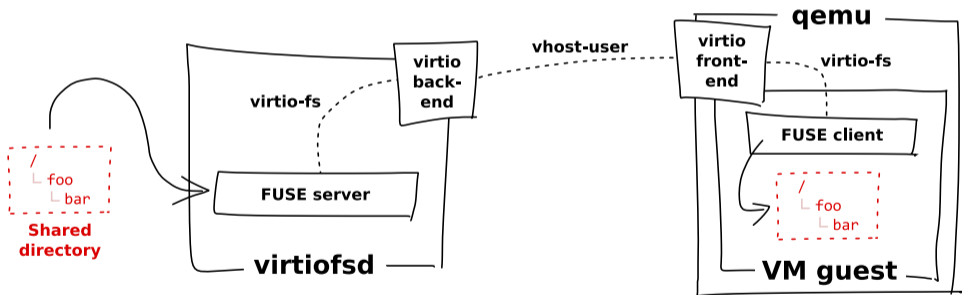 /
foo
bar
Shared
directory
virtio-fs
FUSE server
virtiofsd
virtio
back-
end
vhost-user
qemu
virtio
front-
end
virtio-fs
FUSE client
/
foo
bar
VM guest